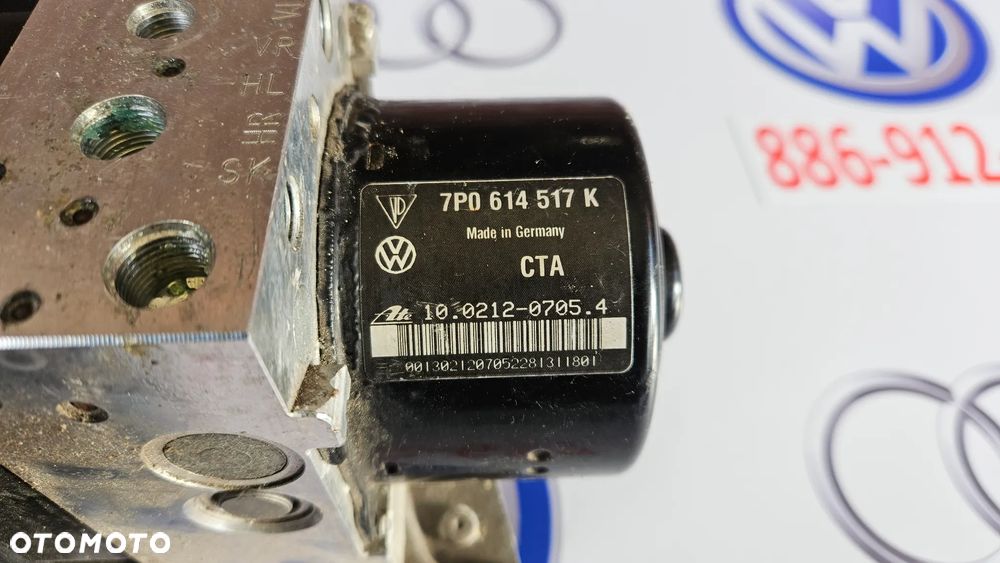 VR
HL
HR
SK
7P0 614 517 K
Made in Germany
CTA
Ate 10.0212-0705.4
0013021207052281311801
886-912-
OTOMOTO